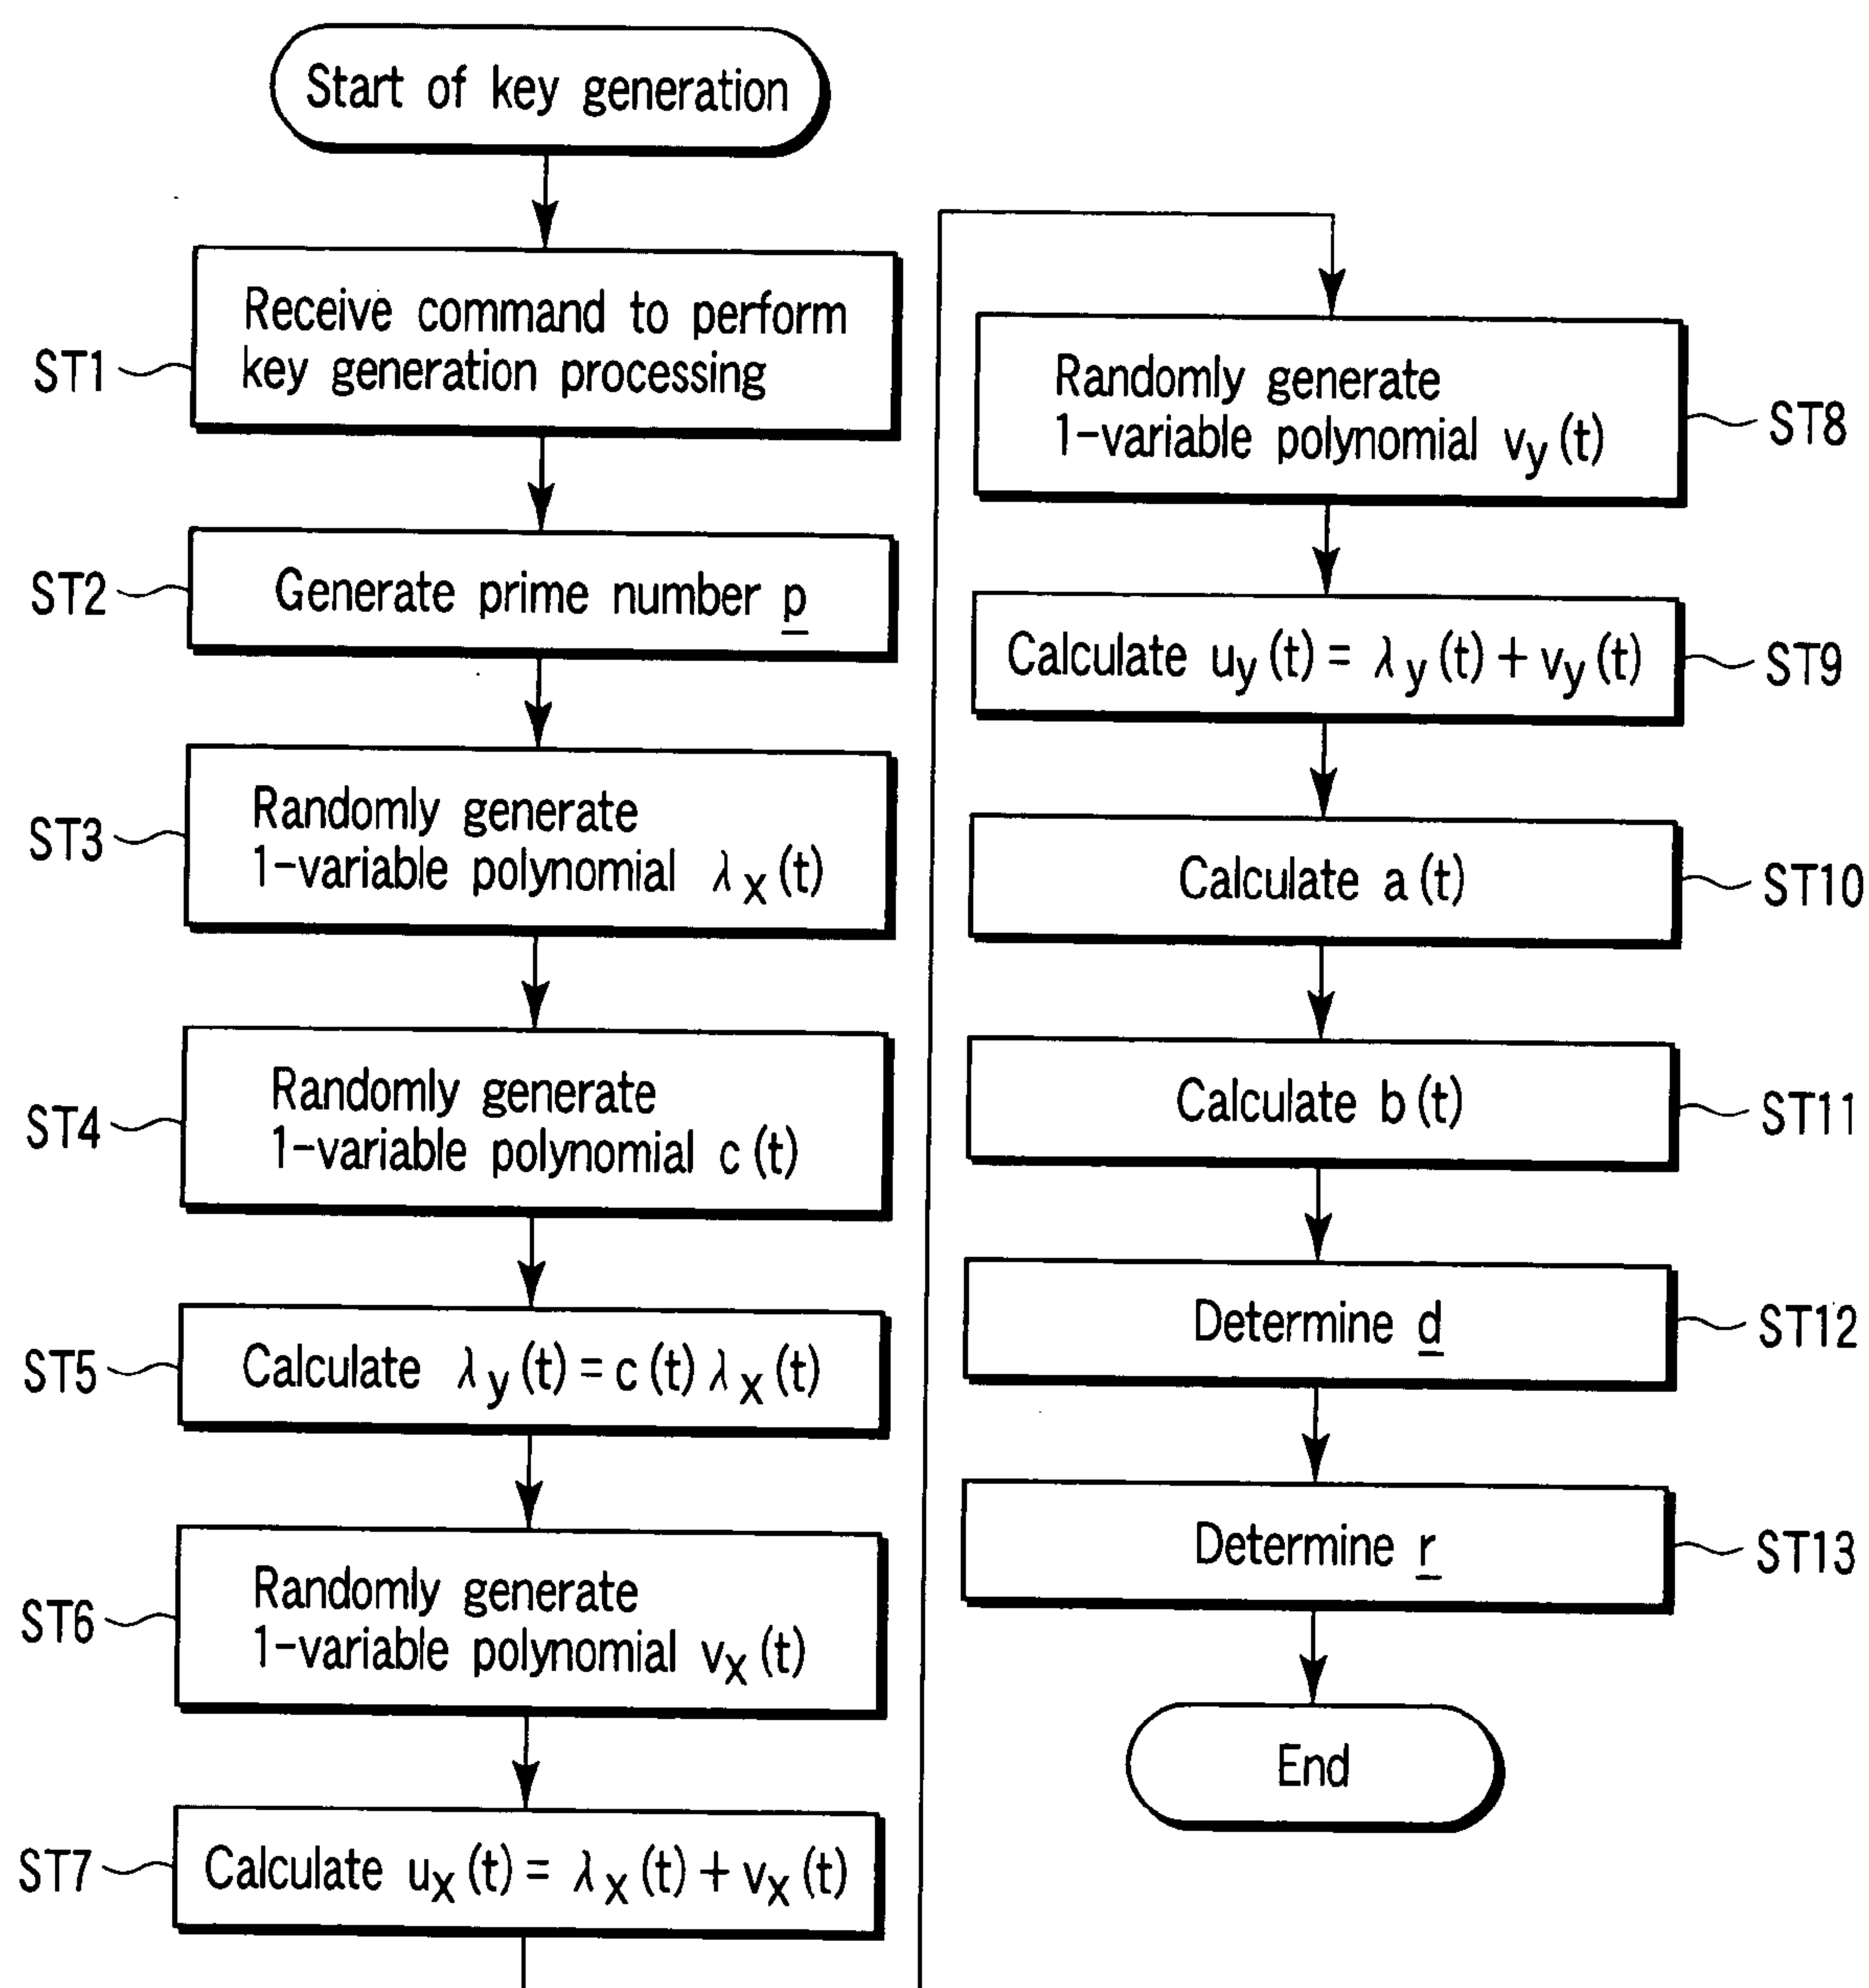 Start of key generation
ST1
Receive command to perform
key generation processing
ST2
Generate prime number p
ST3
Randomly generate
1-variable polynomial λx(t)
ST4
Randomly generate
1-variable polynomial c(t)
ST5
Calculate λy(t) = c(t) λx(t)
ST6
Randomly generate
1-variable polynomial vx(t)
ST7
Calculate ux(t) = λx(t) + vx(t)
Randomly generate
1-variable polynomial vy(t)
ST8
Calculate uy(t) = λy(t) + vy(t)
ST9
Calculate a(t)
ST10
Calculate b(t)
ST11
Determine d
ST12
Determine r
ST13
End